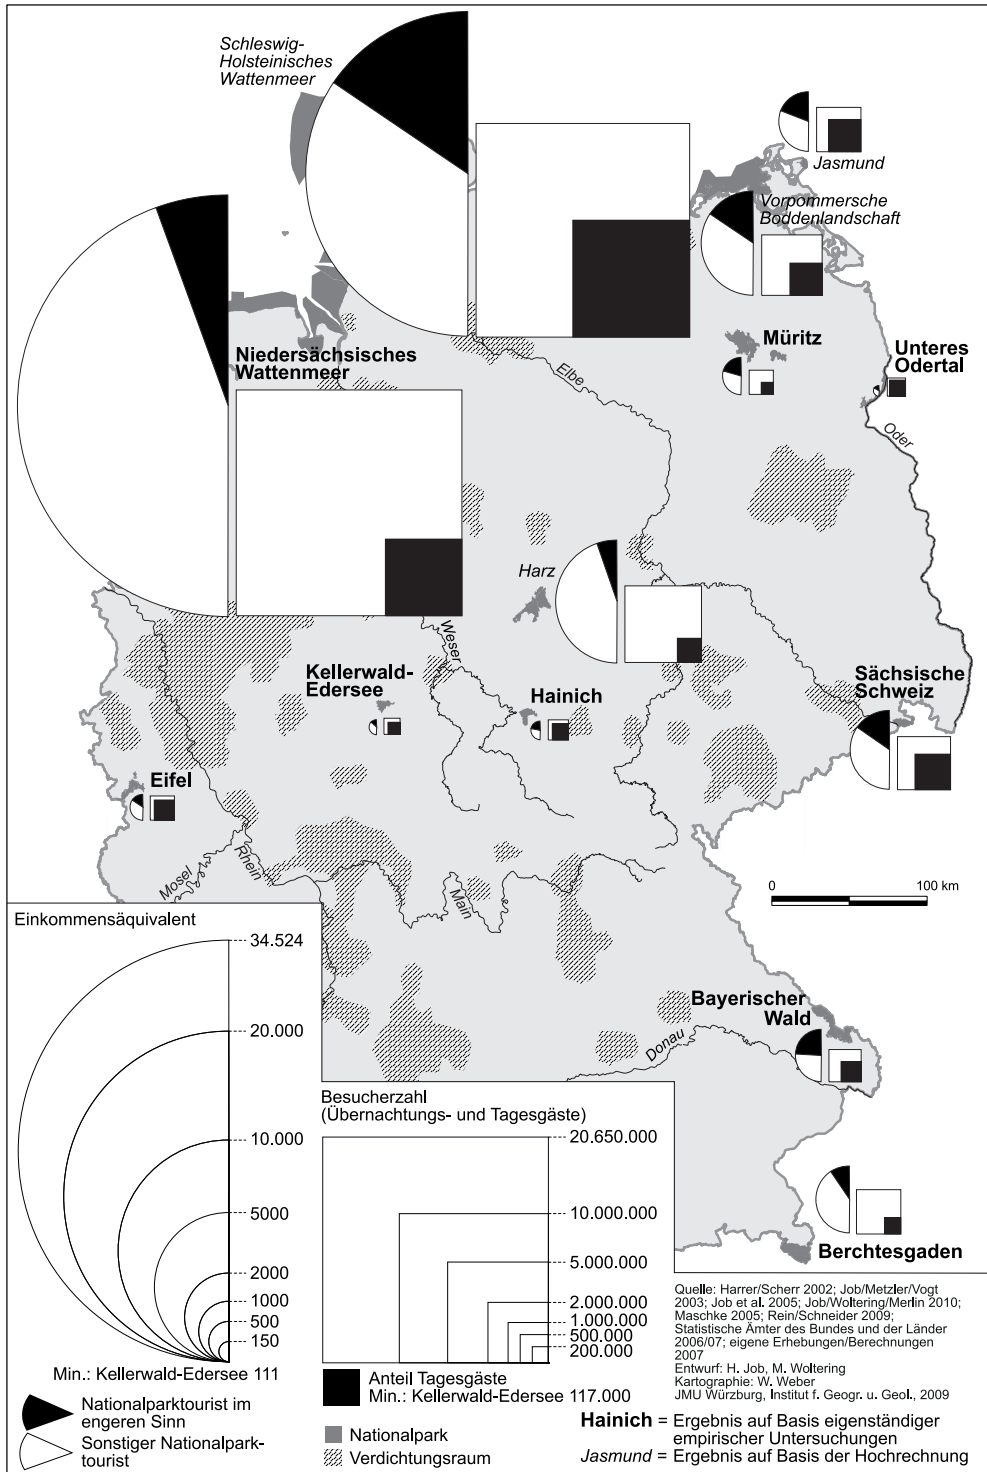 Schleswig-
Holsteinisches
Wattenmeer
Jasmund
Vorpommersche
Boddenlandschaft
Niedersächsisches
Wattenmeer
Müritz
Unteres
Odertal
Elbe
Oder
Harz
Weser
Kellerwald-
Edersee
Hainich
Sächsische
Schweiz
Eifel
Mosel
Rhein
Main
0 100 km
Bayerischer
Wald
Donau
Berchtesgaden
Einkommensäquivalent
34.524
20.000
10.000
5000
2000
1000
500
150
Min.: Kellerwald-Edersee 111
Nationalparktourist im
engeren Sinn
Sonstiger Nationalpark-
tourist
Besucherzahl
(Übernachtungs- und Tagesgäste)
20.650.000
10.000.000
5.000.000
2.000.000
1.000.000
500.000
200.000
Anteil Tagesgäste
Min.: Kellerwald-Edersee 117.000
Nationalpark
Verdichtungsraum
Quelle: Harrer/Scherr 2002; Job/Metzler/Vogt
2003; Job et al. 2005; Job/Woltering/Merlin 2010;
Maschke 2005; Rein/Schneider 2009;
Statistische Ämter des Bundes und der Länder
2006/07; eigene Erhebungen/Berechnungen
2007
Entwurf: H. Job, M. Woltering
Kartographie: W. Weber
JMU Würzburg, Institut f. Geogr. u. Geol., 2009
Hainich = Ergebnis auf Basis eigenständiger
empirischer Untersuchungen
Jasmund = Ergebnis auf Basis der Hochrechnung